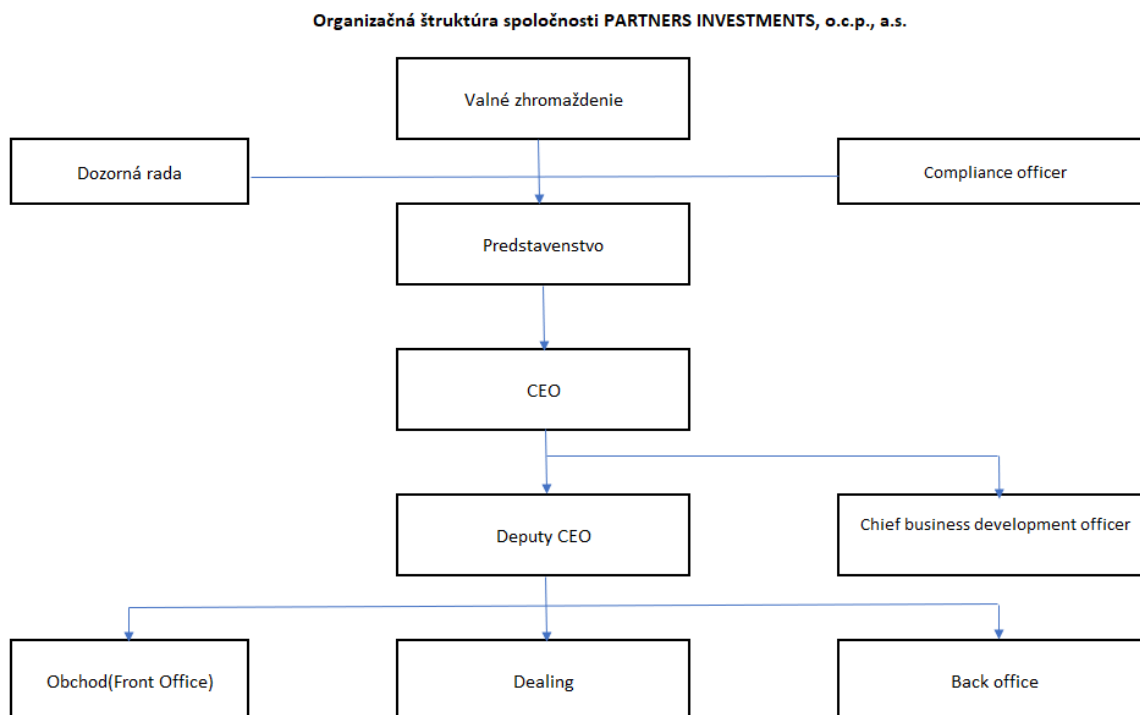 Organizačná štruktúra spoločnosti PARTNERS INVESTMENTS, o.c.p., a.s.
Valné zhromaždenie
Dozorná rada
Compliance officer
Predstavenstvo
CEO
Deputy CEO
Chief business development officer
Obchod(Front Office)
Dealing
Back office